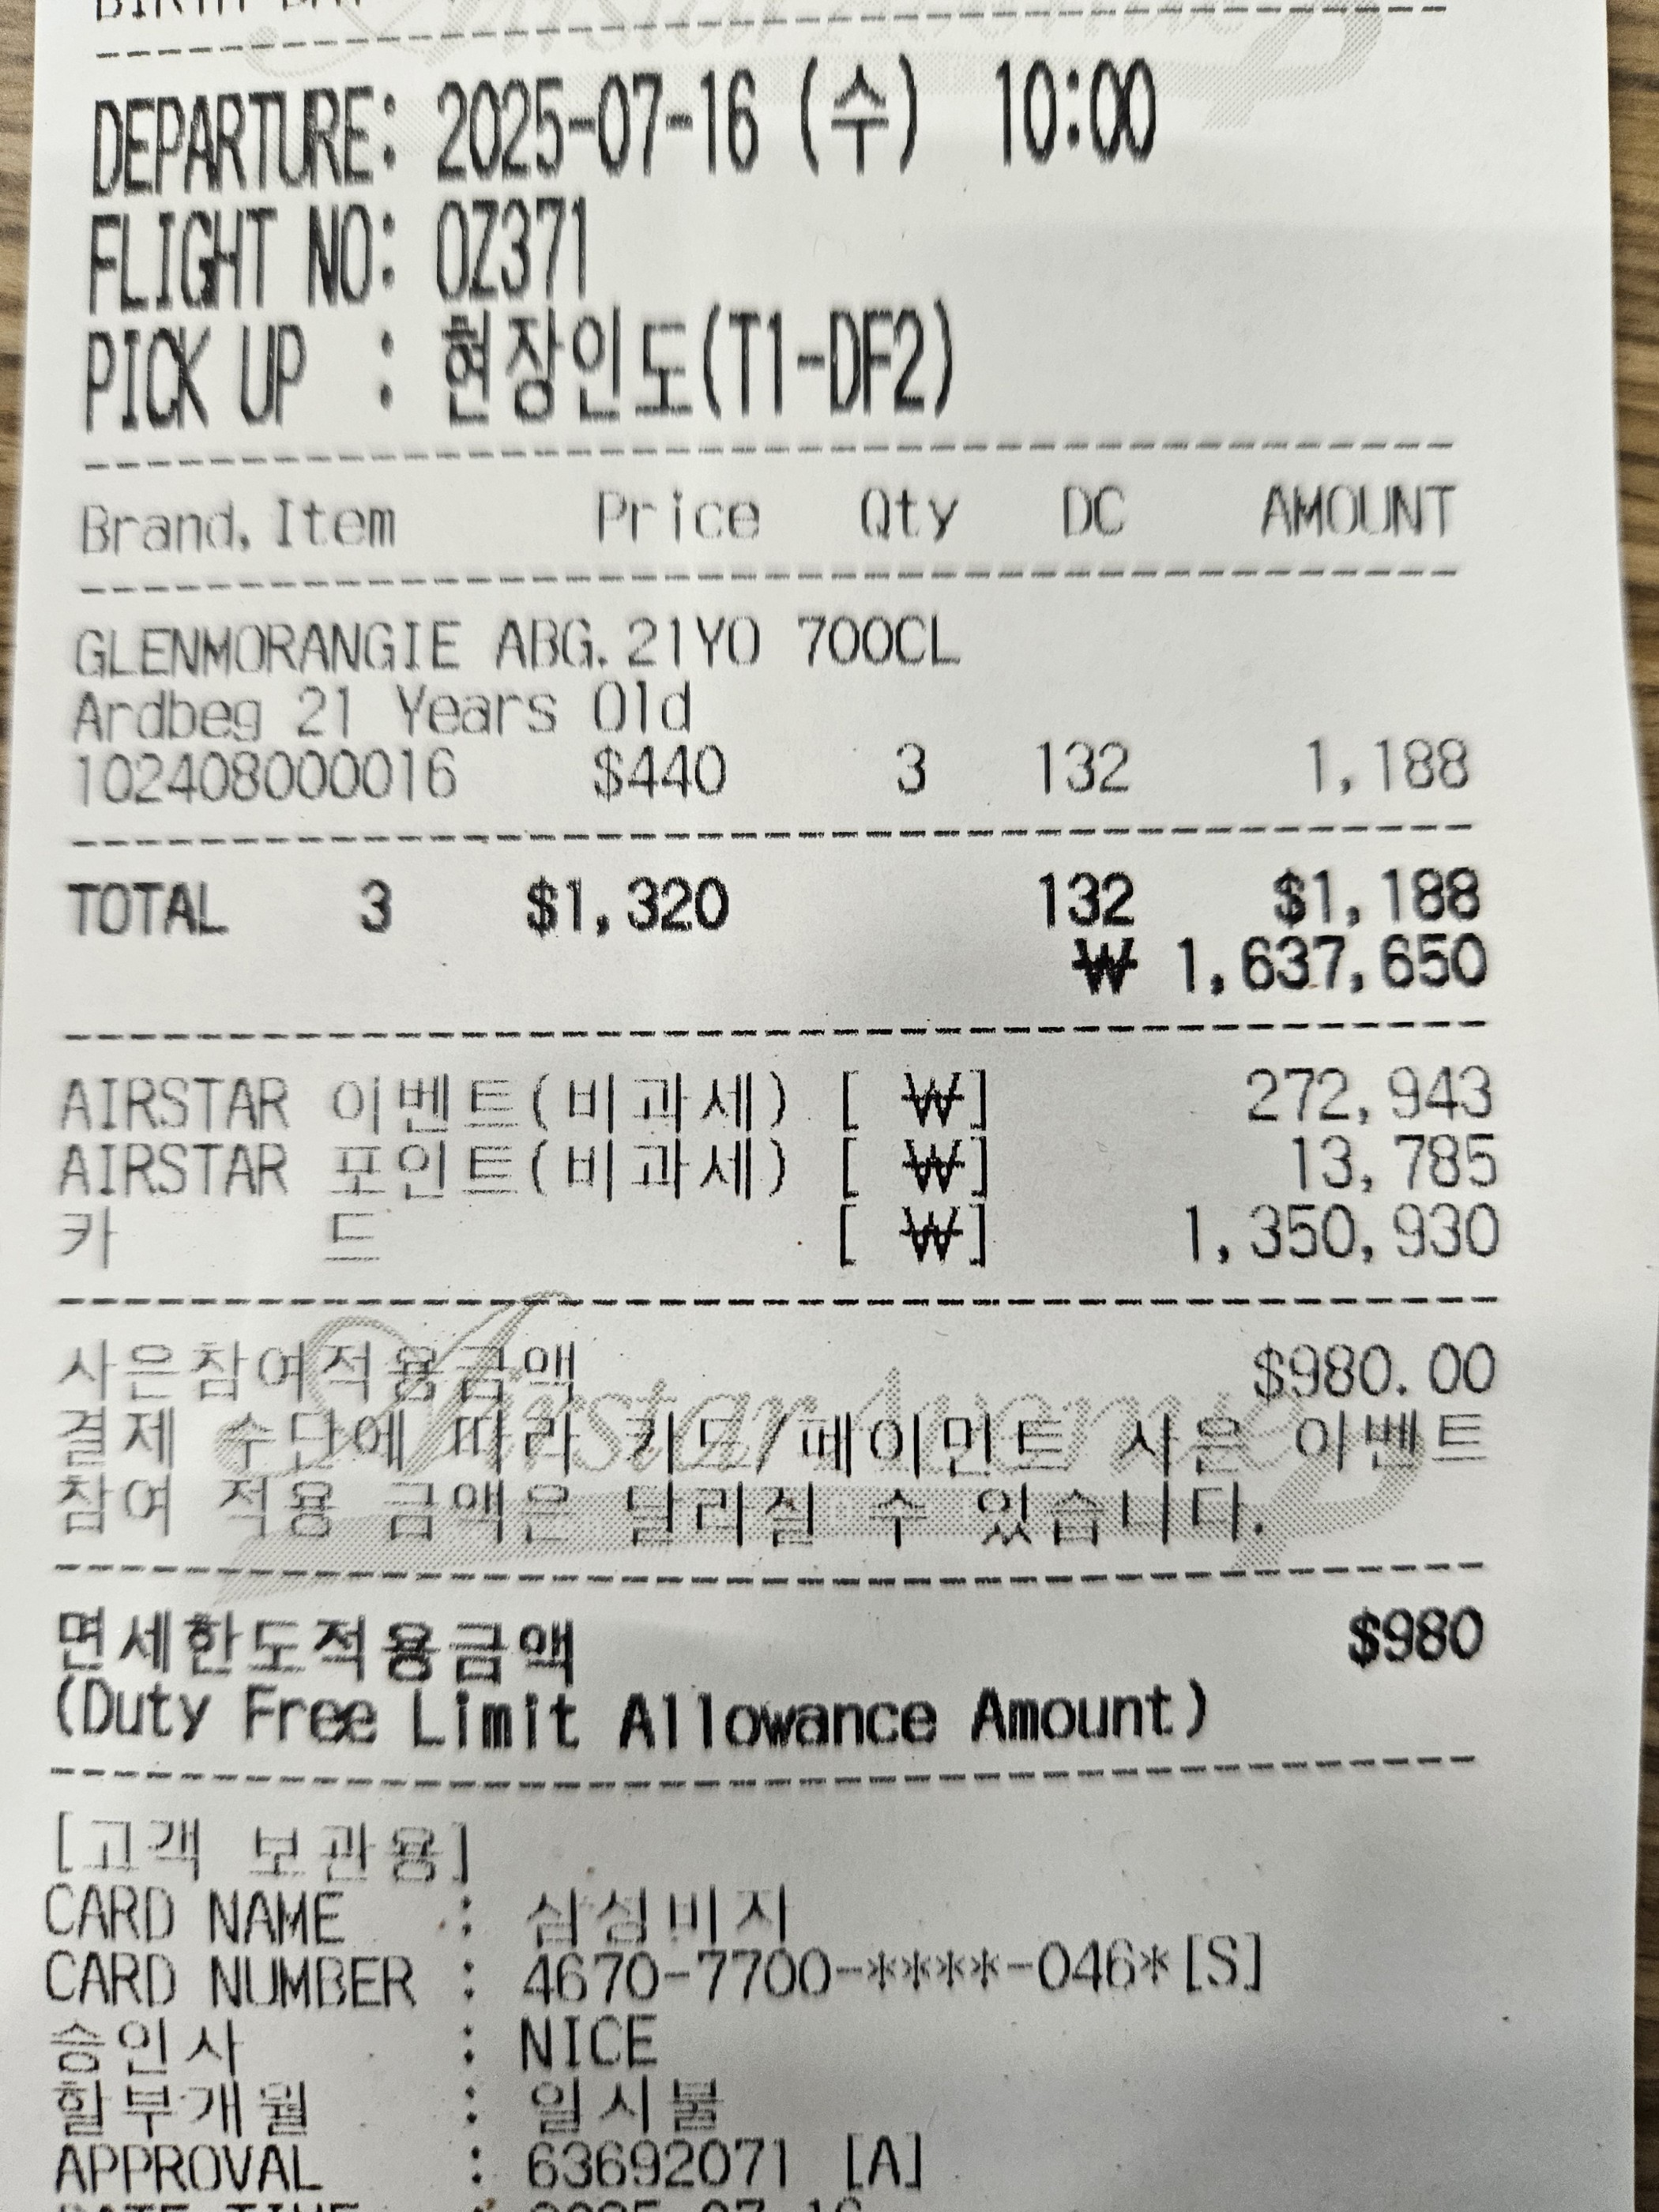 DEPARTURE: 2025-07-16 (수) 10:00
FLIGHT NO: OZ371
PICK UP : 현장인도(T1-DF2)
Brand.Item Price Qty DC AMOUNT
GLENMORANGIE ABG.21YO 700CL
Ardbeg 21 Years Old
102408000016 $440 3 132 1,188
TOTAL 3 $1,320 132 $1,188
₩ 1,637,650
AIRSTAR 이벤트(비과세) [ ₩] 272,943
AIRSTAR 포인트(비과세) [ ₩] 13,785
카 드 [ ₩] 1,350,930
사은참여적용금액 $980.00
결제 수단에 따라 카드/페이먼트 사은 이벤트
참여 적용 금액은 달라질 수 있습니다.
면세한도적용금액 $980
(Duty Free Limit Allowance Amount)
[고객 보관용]
CARD NAME : 삼성비자
CARD NUMBER : 4670-7700-****-046*[S]
승인사 : NICE
할부개월 : 일시불
APPROVAL : 63692071 [A]